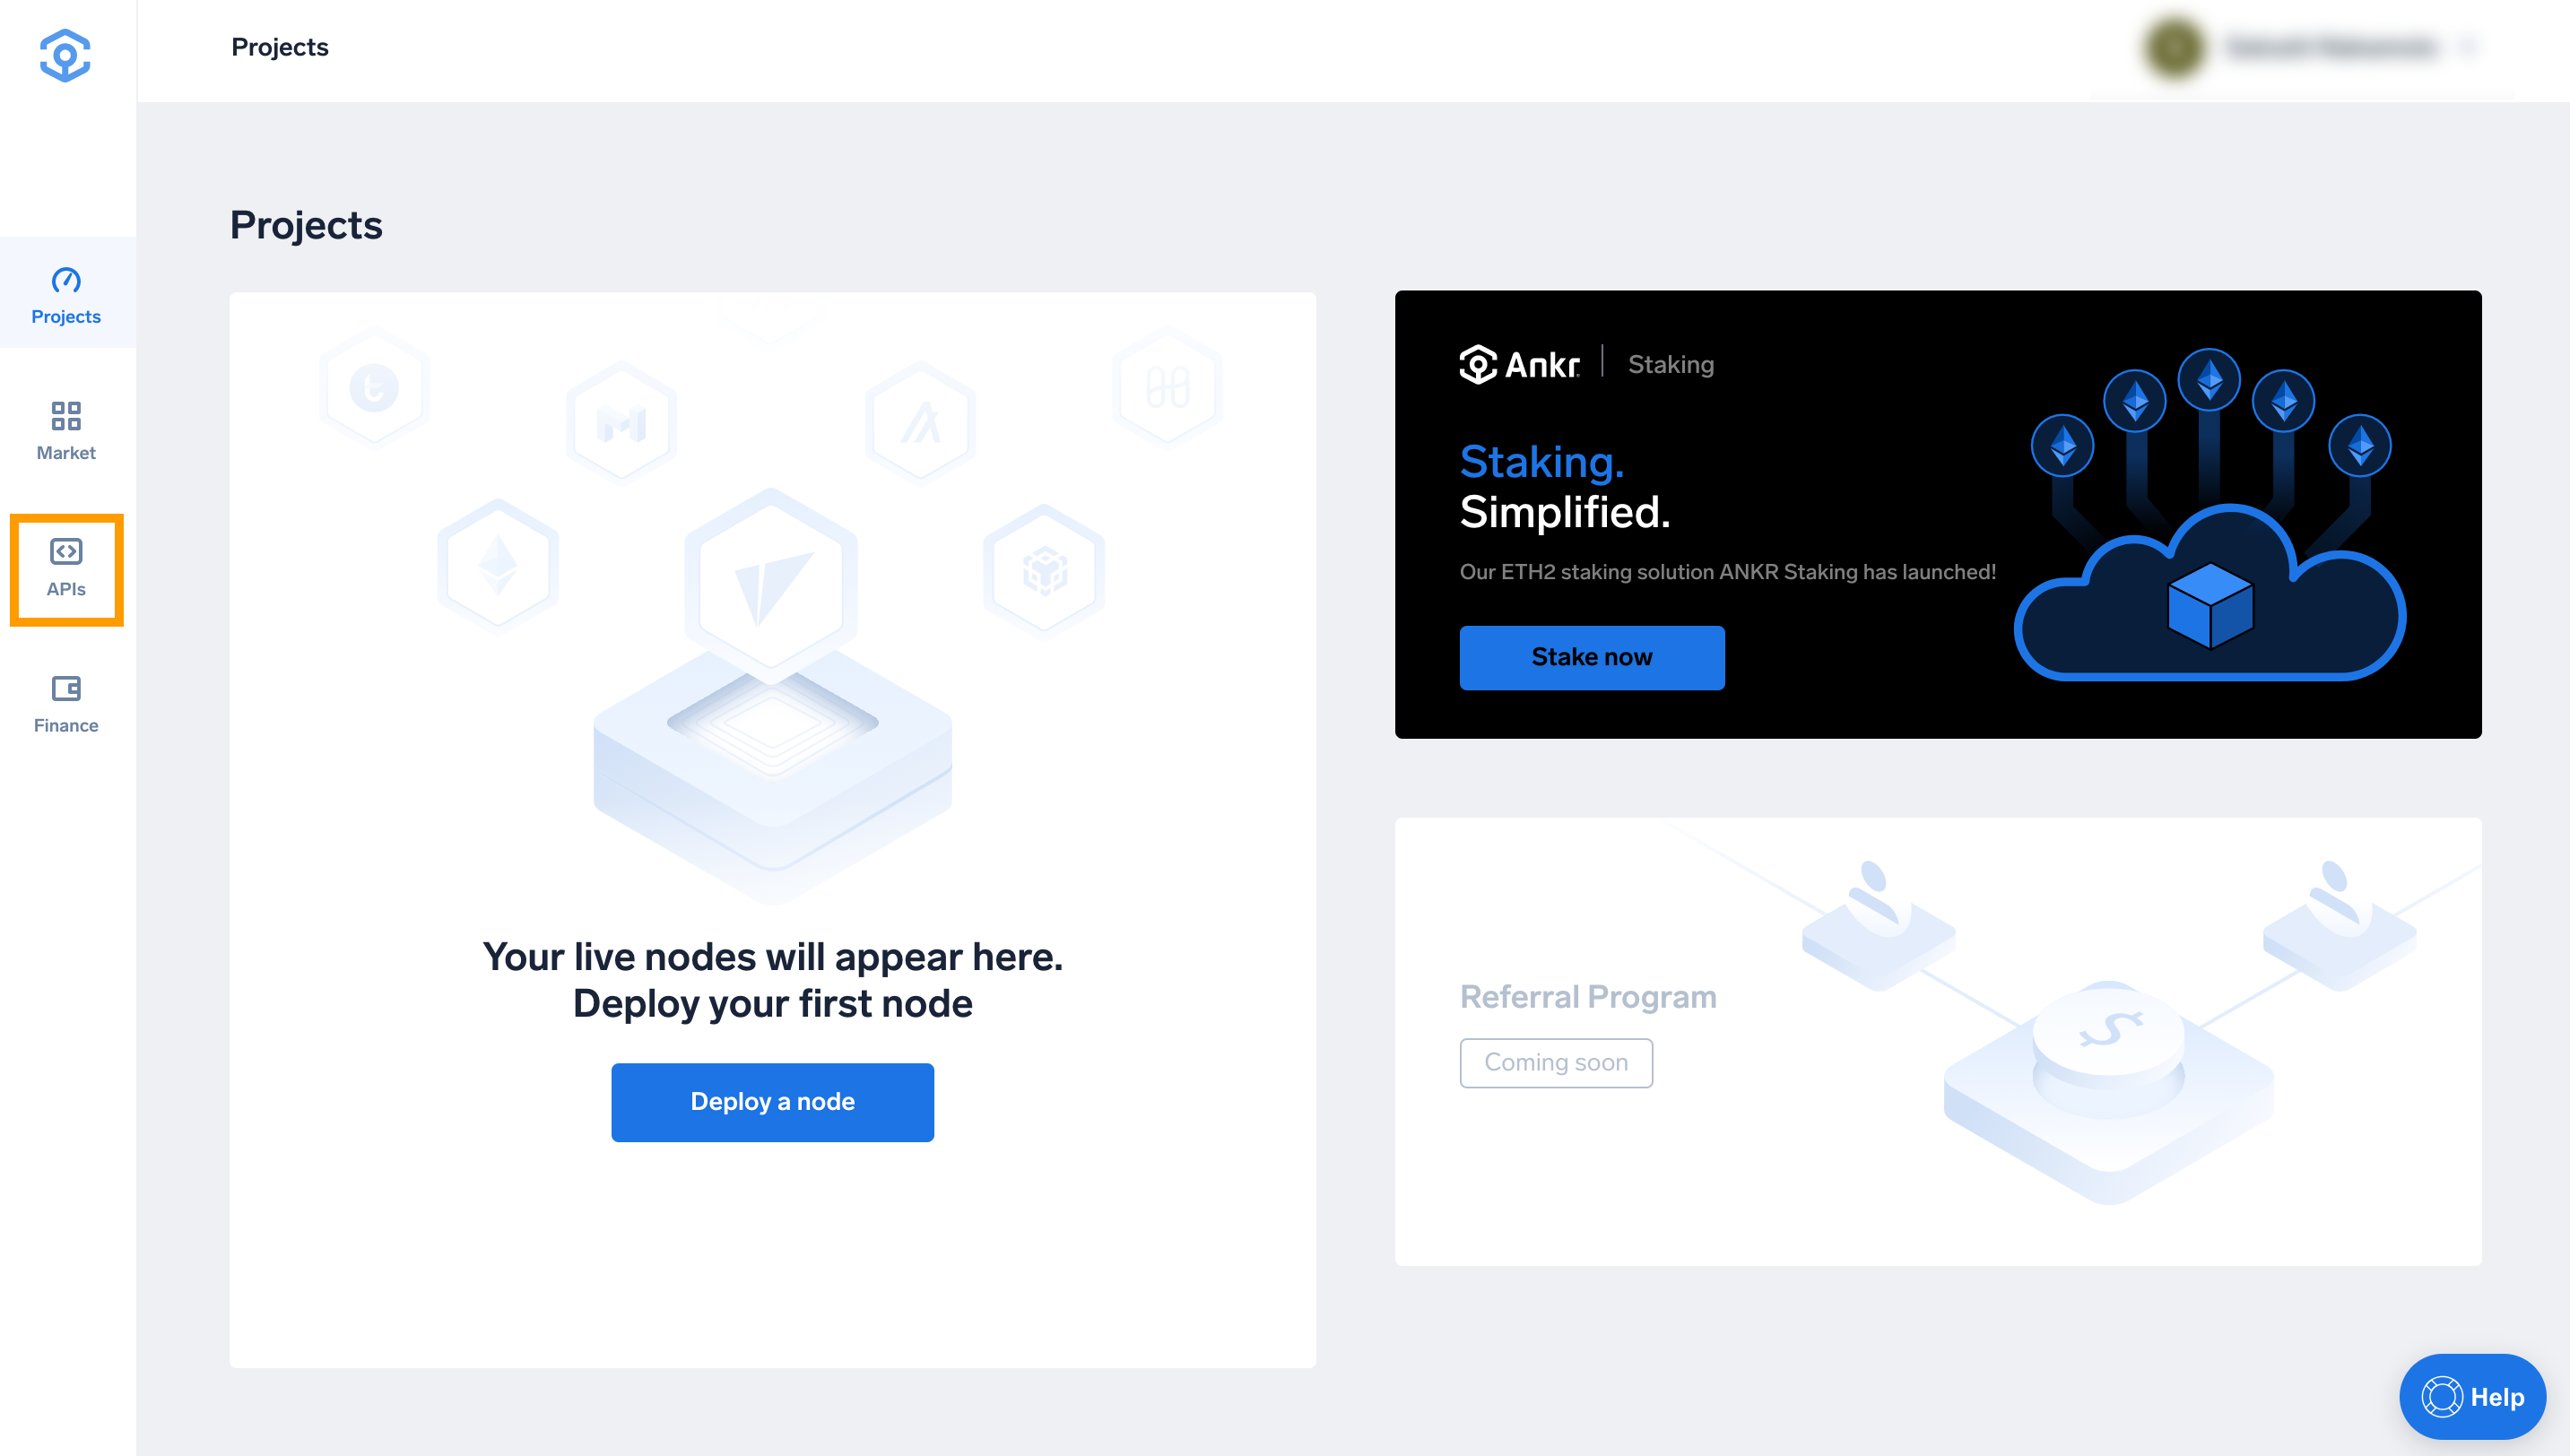 Projects
Projects
Projects
Market
APIs
Finance
Your live nodes will appear here.
Deploy your first node
Deploy a node
Ankr
Staking
Staking.
Simplified.
Our ETH2 staking solution ANKR Staking has launched!
Stake now
Referral Program
Coming soon
Help